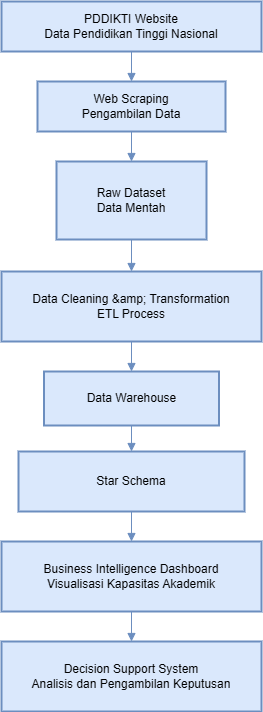 PDDIKTI Website
Data Pendidikan Tinggi Nasional
Web Scraping
Pengambilan Data
Raw Dataset
Data Mentah
Data Cleaning &amp; Transformation
ETL Process
Data Warehouse
Star Schema
Business Intelligence Dashboard
Visualisasi Kapasitas Akademik
Decision Support System
Analisis dan Pengambilan Keputusan